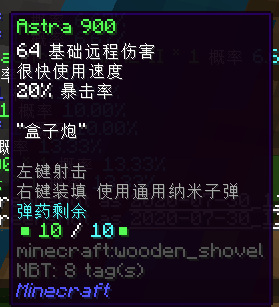 Astra 900
64 基础远程伤害
很快使用速度
20% 暴击率
"盒子炮"
左键射击
右键装填 使用通用纳米子弹
弹药剩余
▪ 10 / 10 ▪
minecraft:wooden_shovel
NBT: 8 tag(s)
Minecraft